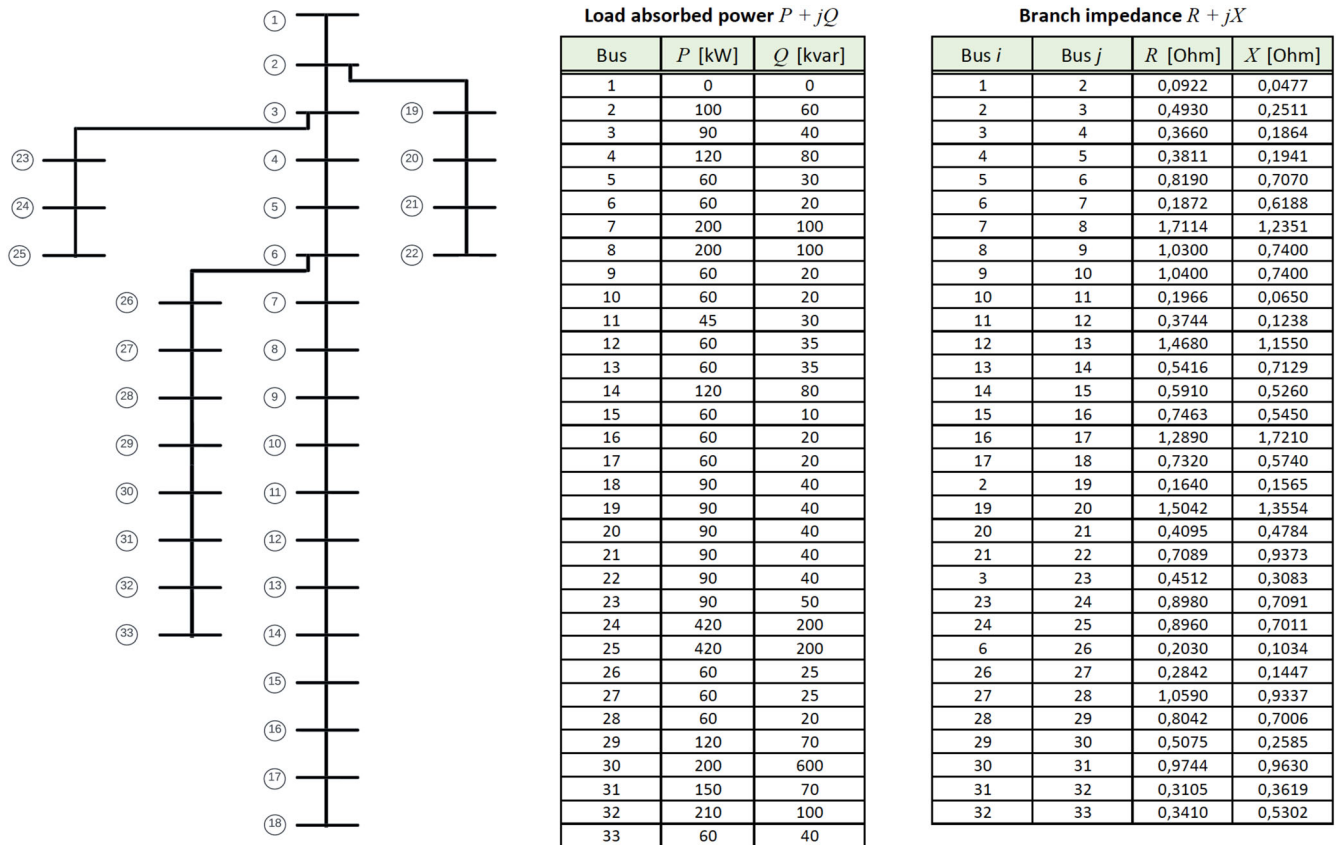 1
2
3
19
23
4
20
24
5
21
25
6
22
26
7
27
8
28
9
29
10
30
11
31
12
32
13
33
14
15
16
17
18
Load absorbed power P + jQ
Bus P [kW] Q [kvar]
1 0 0
2 100 60
3 90 40
4 120 80
5 60 30
6 60 20
7 200 100
8 200 100
9 60 20
10 60 20
11 45 30
12 60 35
13 60 35
14 120 80
15 60 10
16 60 20
17 60 20
18 90 40
19 90 40
20 90 40
21 90 40
22 90 40
23 90 50
24 420 200
25 420 200
26 60 25
27 60 25
28 60 20
29 120 70
30 200 600
31 150 70
32 210 100
33 60 40
Branch impedance R + jX
Bus i Bus j R [Ohm] X [Ohm]
1 2 0,0922 0,0477
2 3 0,4930 0,2511
3 4 0,3660 0,1864
4 5 0,3811 0,1941
5 6 0,8190 0,7070
6 7 0,1872 0,6188
7 8 1,7114 1,2351
8 9 1,0300 0,7400
9 10 1,0400 0,7400
10 11 0,1966 0,0650
11 12 0,3744 0,1238
12 13 1,4680 1,1550
13 14 0,5416 0,7129
14 15 0,5910 0,5260
15 16 0,7463 0,5450
16 17 1,2890 1,7210
17 18 0,7320 0,5740
2 19 0,1640 0,1565
19 20 1,5042 1,3554
20 21 0,4095 0,4784
21 22 0,7089 0,9373
3 23 0,4512 0,3083
23 24 0,8980 0,7091
24 25 0,8960 0,7011
6 26 0,2030 0,1034
26 27 0,2842 0,1447
27 28 1,0590 0,9337
28 29 0,8042 0,7006
29 30 0,5075 0,2585
30 31 0,9744 0,9630
31 32 0,3105 0,3619
32 33 0,3410 0,5302